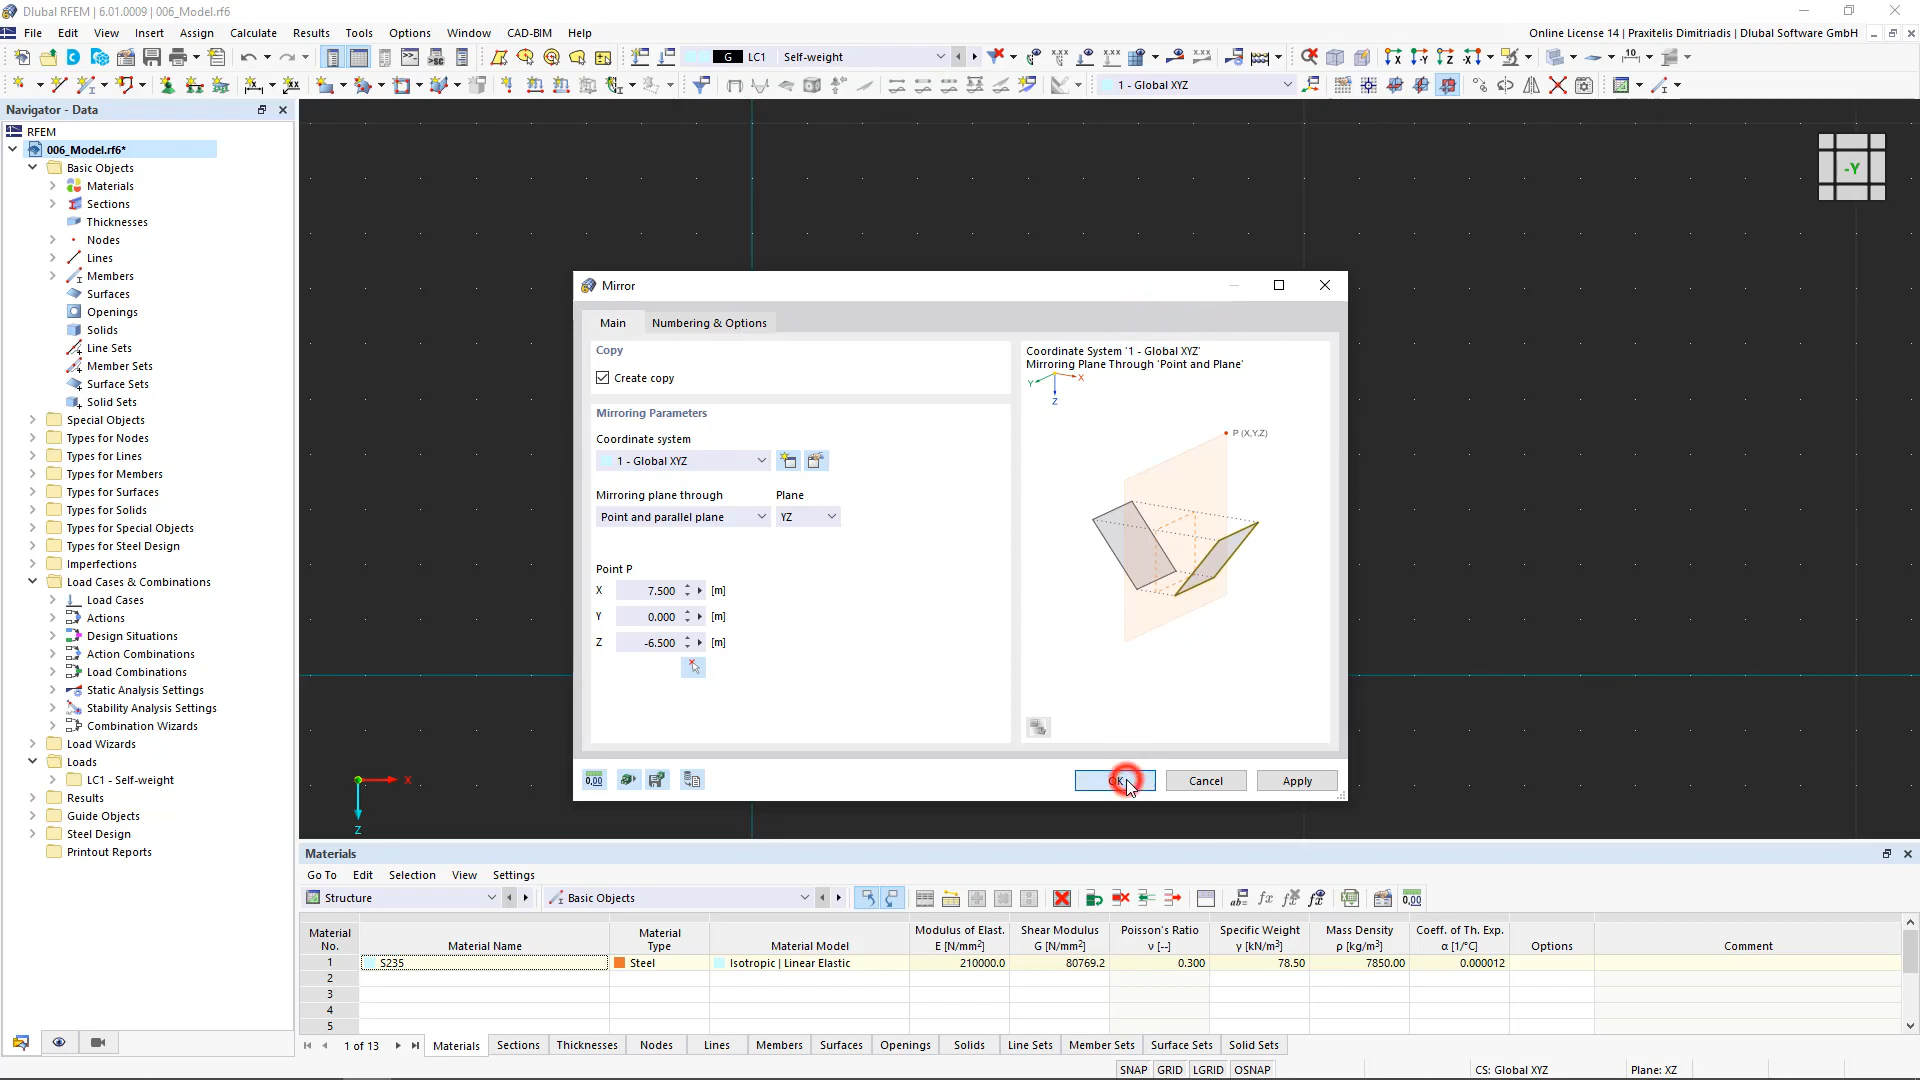 Dlubal RFEM | 6.01.0009 | 006_Model.rf6
File Edit View Insert Assign Calculate Results Tools Options Window CAD-BIM Help
Online License 14 | Praxitelis Dimitriadis | Dlubal Software GmbH
G LC1 Self-weight
1 - Global XYZ
Navigator - Data
RFEM
006_Model.rf6*
Basic Objects
Materials
Sections
Thicknesses
Nodes
Lines
Members
Surfaces
Openings
Solids
Line Sets
Member Sets
Surface Sets
Solid Sets
Special Objects
Types for Nodes
Types for Lines
Types for Members
Types for Surfaces
Types for Solids
Types for Special Objects
Types for Steel Design
Imperfections
Load Cases & Combinations
Load Cases
Actions
Design Situations
Action Combinations
Load Combinations
Static Analysis Settings
Stability Analysis Settings
Combination Wizards
Load Wizards
Loads
LC1 - Self-weight
Results
Guide Objects
Steel Design
Printout Reports
-Y
X
Z
Mirror
Main Numbering & Options
Copy
Create copy
Mirroring Parameters
Coordinate system
1 - Global XYZ
Mirroring plane through Plane
Point and parallel plane YZ
Point P
X 7.500 [m]
Y 0.000 [m]
Z -6.500 [m]
Coordinate System '1 - Global XYZ'
Mirroring Plane Through 'Point and Plane'
Y X
Z
P (X,Y,Z)
0,00
OK Cancel Apply
Materials
Go To Edit Selection View Settings
Structure Basic Objects
Material No. Material Name Material Type Material Model Modulus of Elast. E [N/mm²] Shear Modulus G [N/mm²] Poisson's Ratio ν [--] Specific Weight γ [kN/m³] Mass Density ρ [kg/m³] Coeff. of Th. Exp. α [1/°C] Options Comment
1 S235 Steel Isotropic | Linear Elastic 210000.0 80769.2 0.300 78.50 7850.00 0.000012
2
3
4
5
1 of 13 Materials Sections Thicknesses Nodes Lines Members Surfaces Openings Solids Line Sets Member Sets Surface Sets Solid Sets
SNAP GRID LGRID OSNAP CS: Global XYZ Plane: XZ